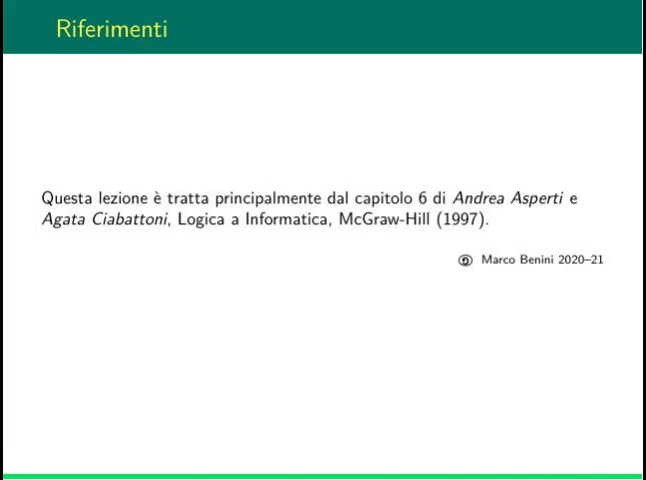 Riferimenti
Questa lezione è tratta principalmente dal capitolo 6 di Andrea Asperti e
Agata Ciabattoni, Logica a Informatica, McGraw-Hill (1997).
Marco Benini 2020–21